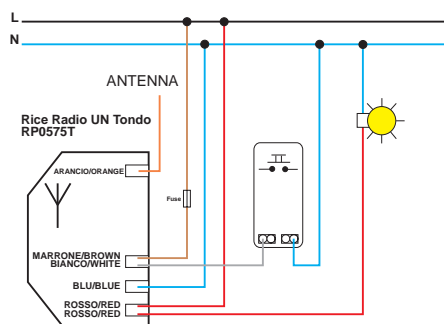 L
N
ANTENNA
Rice Radio UN Tondo
RP0575T
ARANCIO/ORANGE
Fuse
MARRONE/BROWN
BIANCO/WHITE
BLU/BLUE
ROSSO/RED
ROSSO/RED